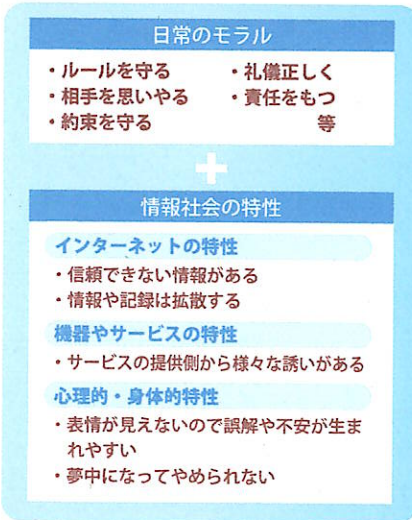 日常のモラル
・ルールを守る　・礼儀正しく
・相手を思いやる　・責任をもつ
・約束を守る　等
+
情報社会の特性
インターネットの特性
・信頼できない情報がある
・情報や記録は拡散する
機器やサービスの特性
・サービスの提供側から様々な誘いがある
心理的・身体的特性
・表情が見えないので誤解や不安が生ま
れやすい
・夢中になってやめられない